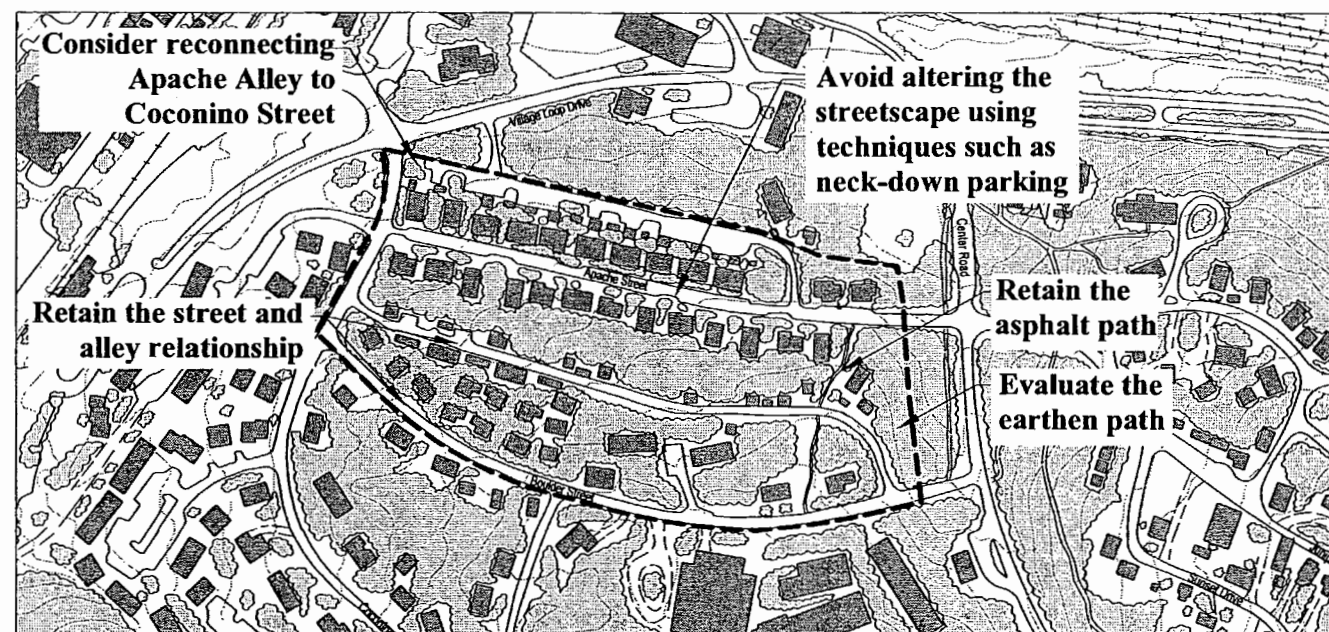 Consider reconnecting
Apache Alley to
Coconino Street
Avoid altering the
streetscape using
techniques such as
neck-down parking
Village Loop Drive
Center Road
Apache Street
Retain the street and
alley relationship
Retain the
asphalt path
Evaluate the
earthen path
Boulder Street
Sunset Drive